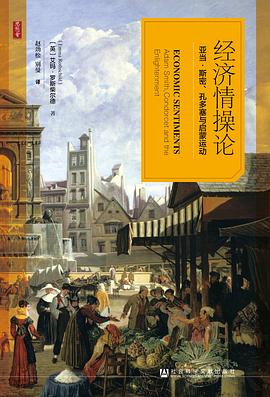 经济情操论
亚当·斯密、孔多塞与启蒙运动
ECONOMIC SENTIMENTS
Adam Smith, Condorcet and the
Enlightenment
[英]艾玛·罗斯柴尔德 著
(Emma Rothschild)
赵劲松 别曼 译
社会科学文献出版社